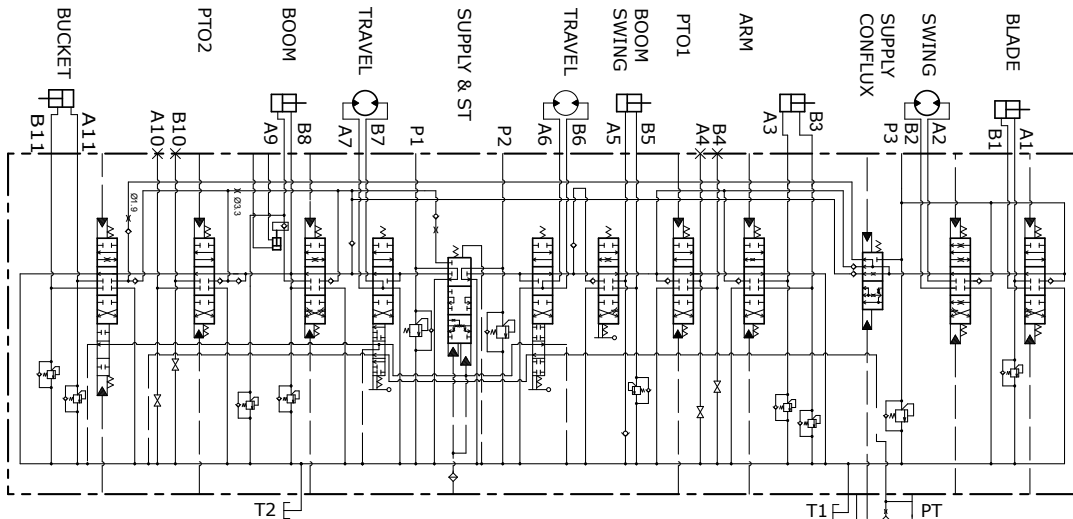 BUCKET
PTO2
BOOM
TRAVEL
SUPPLY & ST
TRAVEL
BOOM
SWING
PTO1
ARM
SUPPLY
CONFLUX
SWING
BLADE
B11
A11
A10
B10
A9
B8
A7
B7
P1
P2
A6
B6
A5
B5
A4
B4
A3
B3
P3
B2
A2
B1
A1
Ø1.9
Ø3.3
T2
T1
PT